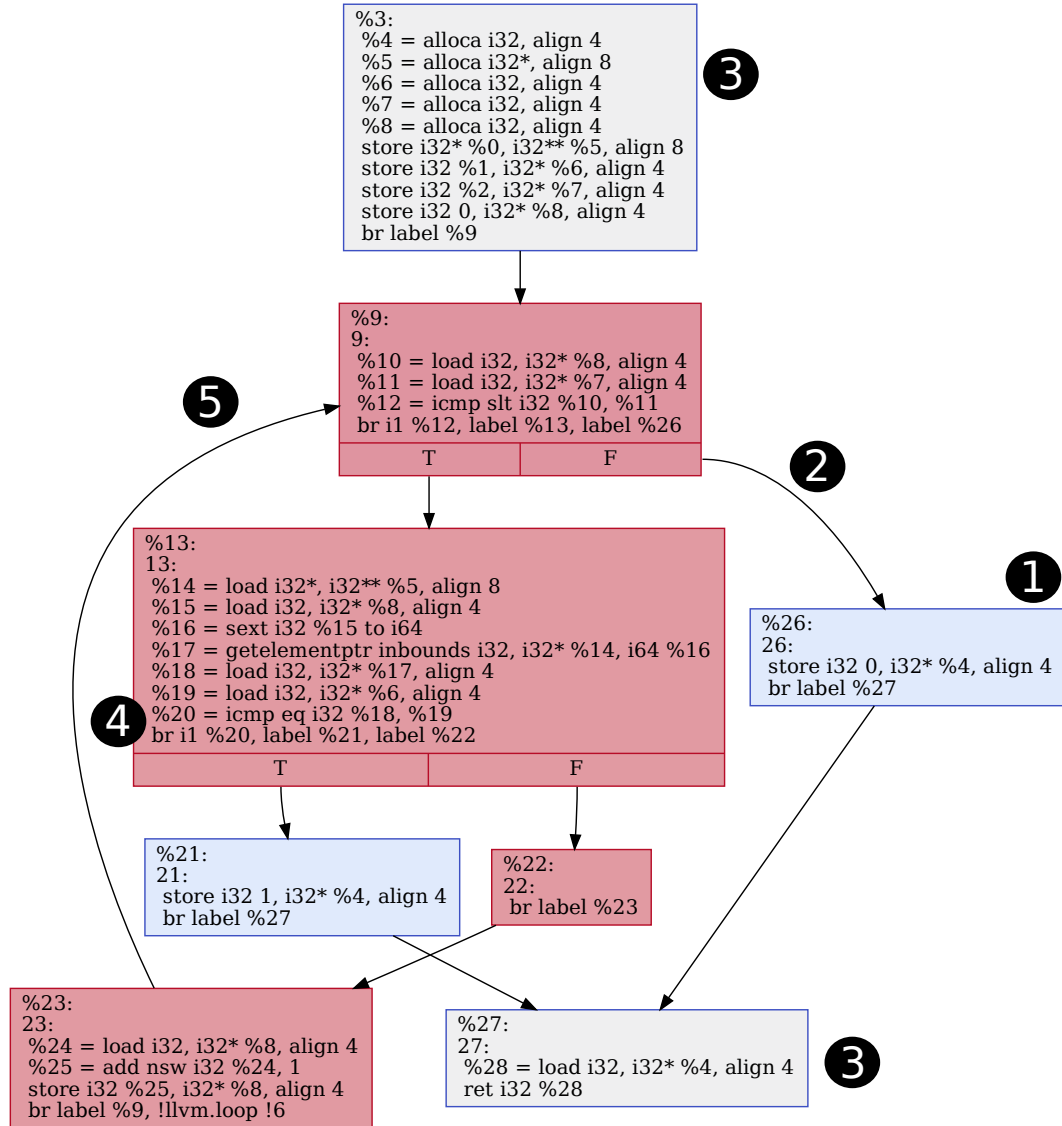 %3:
%4 = alloca i32, align 4
%5 = alloca i32*, align 8
%6 = alloca i32, align 4
%7 = alloca i32, align 4
%8 = alloca i32, align 4
store i32* %0, i32** %5, align 8
store i32 %1, i32* %6, align 4
store i32 %2, i32* %7, align 4
store i32 0, i32* %8, align 4
br label %9
3
%9:
9:
%10 = load i32, i32* %8, align 4
%11 = load i32, i32* %7, align 4
%12 = icmp slt i32 %10, %11
br i1 %12, label %13, label %26
T
F
5
2
%13:
13:
%14 = load i32*, i32** %5, align 8
%15 = load i32, i32* %8, align 4
%16 = sext i32 %15 to i64
%17 = getelementptr inbounds i32, i32* %14, i64 %16
%18 = load i32, i32* %17, align 4
%19 = load i32, i32* %6, align 4
%20 = icmp eq i32 %18, %19
br i1 %20, label %21, label %22
T
F
4
1
%26:
26:
store i32 0, i32* %4, align 4
br label %27
%21:
21:
store i32 1, i32* %4, align 4
br label %27
%22:
22:
br label %23
%23:
23:
%24 = load i32, i32* %8, align 4
%25 = add nsw i32 %24, 1
store i32 %25, i32* %8, align 4
br label %9, !llvm.loop !6
%27:
27:
%28 = load i32, i32* %4, align 4
ret i32 %28
3